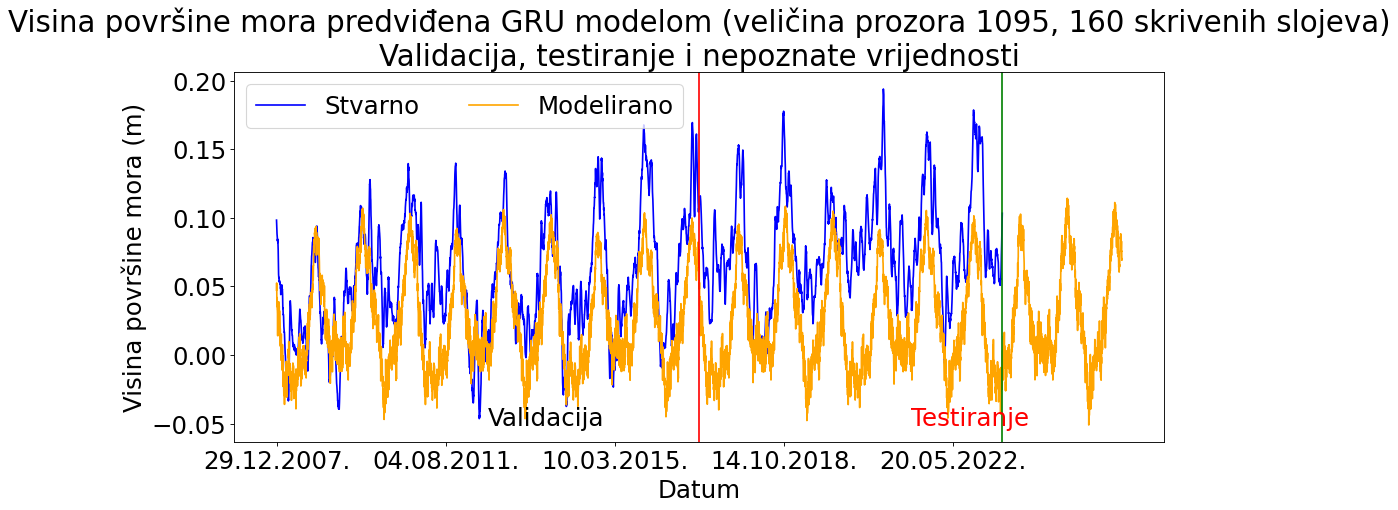 Visina površine mora predviđena GRU modelom (veličina prozora 1095, 160 skrivenih slojeva)
Validacija, testiranje i nepoznate vrijednosti
Stvarno
Modelirano
Visina površine mora (m)
0.20
0.15
0.10
0.05
0.00
−0.05
Validacija
Testiranje
29.12.2007.
04.08.2011.
10.03.2015.
14.10.2018.
20.05.2022.
Datum